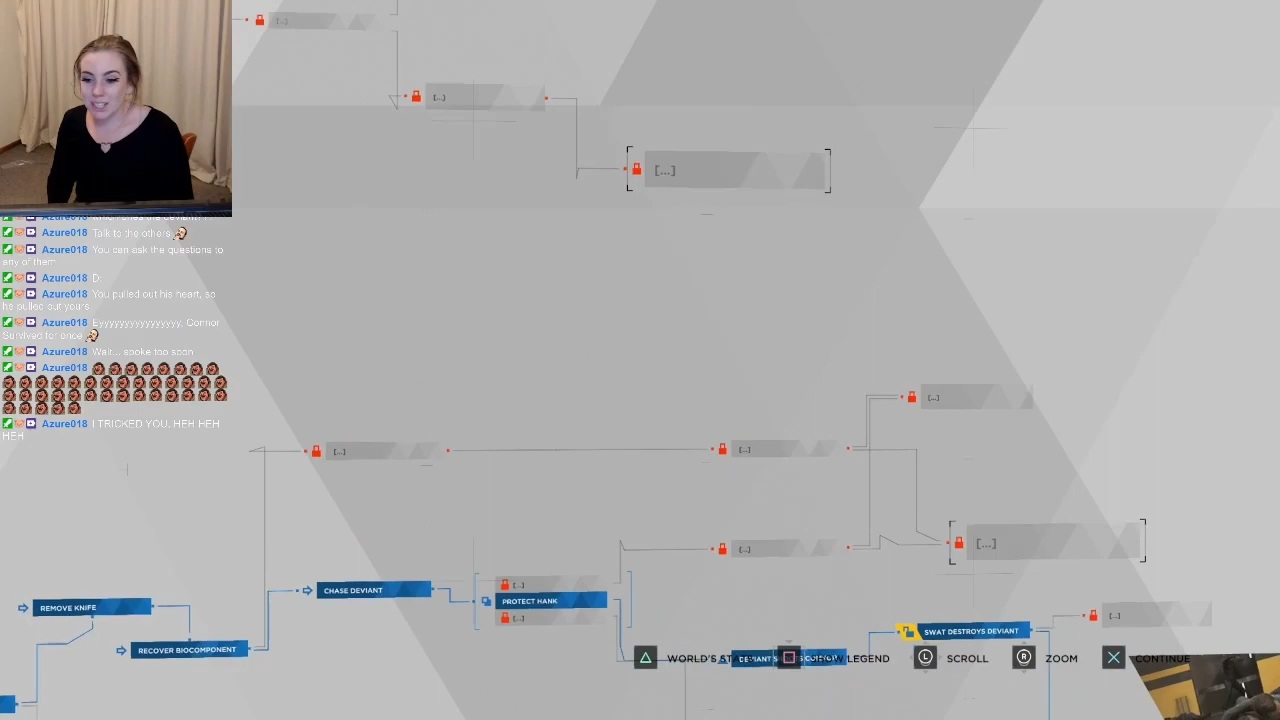 [...]
[...]
[...]
Azure018 Talk to the others
Azure018 You can ask the questions to
any of them
Azure018 D:
Azure018 You pulled out his heart, so
he pulled out yours
Azure018 Eyyyyyyyyyyyyyyyy, Connor
Survived for once
Azure018 Wait... spoke too soon
Azure018
Azure018 I TRICKED YOU, HEH HEH
HEH
[...]
[...]
[...]
[...]
[...]
[...]
CHASE DEVIANT
PROTECT HANK
REMOVE KNIFE
[...]
[...]
SWAT DESTROYS DEVIANT
RECOVER BIOCOMPONENT
WORLD'S
DEVIANT
LEGEND
SCROLL
ZOOM
CONTINUE